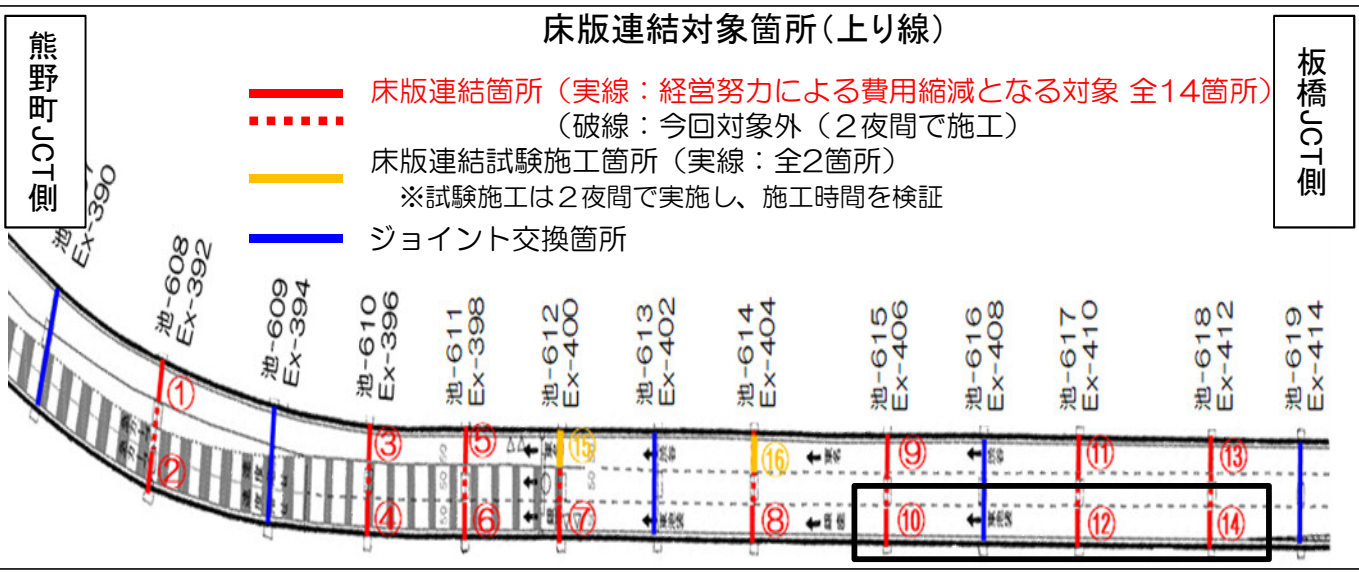 床版連結対象箇所（上り線）
熊野町JCT側
板橋JCT側
床版連結箇所（実線：経営努力による費用縮減となる対象 全14箇所）
（破線：今回対象外（２夜間で施工）
床版連結試験施工箇所（実線：全2箇所）
※試験施工は２夜間で実施し、施工時間を検証
ジョイント交換箇所
Ex-390
池-608
Ex-392
池-609
Ex-394
池-610
Ex-396
池-611
Ex-398
池-612
Ex-400
池-613
Ex-402
池-614
Ex-404
池-615
Ex-406
池-616
Ex-408
池-617
Ex-410
池-618
Ex-412
池-619
Ex-414
①
②
③
④
⑤
⑥
⑮
⑦
⑯
⑧
⑨
⑩
⑪
⑫
⑬
⑭